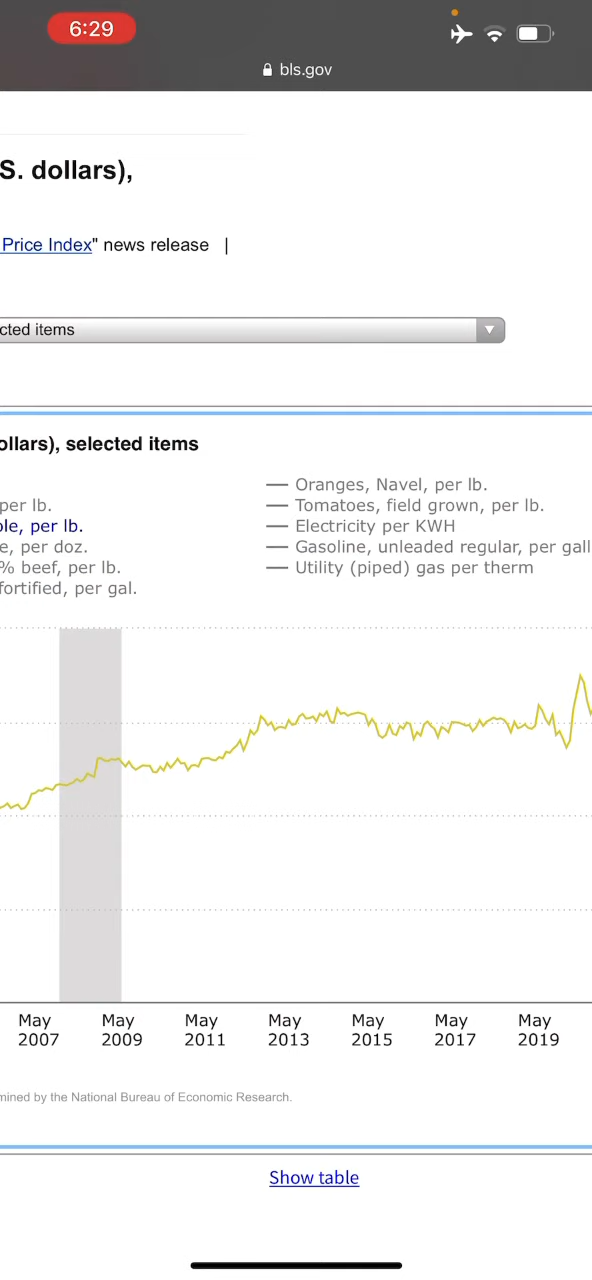 6:29
bls.gov
S. dollars),
Price Index" news release |
cted items
ollars), selected items
Oranges, Navel, per lb.
per lb.
Tomatoes, field grown, per lb.
ole, per lb.
Electricity per KWH
e, per doz.
Gasoline, unleaded regular, per gall
% beef, per lb.
Utility (piped) gas per therm
fortified, per gal.
May 2007
May 2009
May 2011
May 2013
May 2015
May 2017
May 2019
mined by the National Bureau of Economic Research.
Show table